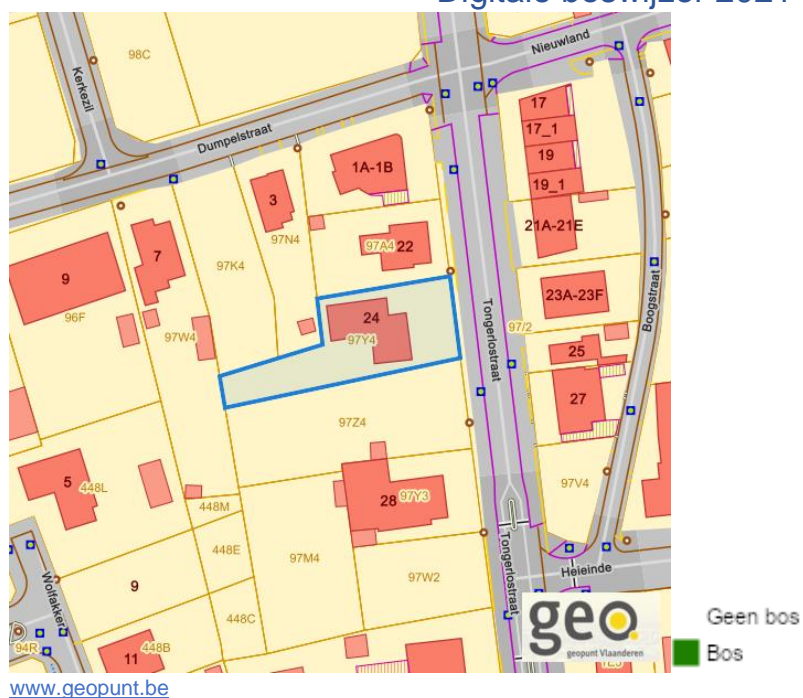 98C
Nieuwland
Kerkezil
Dumpelstraat
17
17_1
19
19_1
1A-1B
3
97N4
21A-21E
7
97A4 22
9
96F
97K4
23A-23F
24
97Y4
97W4
97/2
Tongerlostraat
Boogstraat
25
27
97Z4
5
448L
448M
28
97Y3
97V4
448E
97M4
97W2
Tongerlostraat
Heieinde
Wolfakker
9
448C
94R
11
448B
geo
geopunt Vlaanderen
Geen bos
Bos
www.geopunt.be